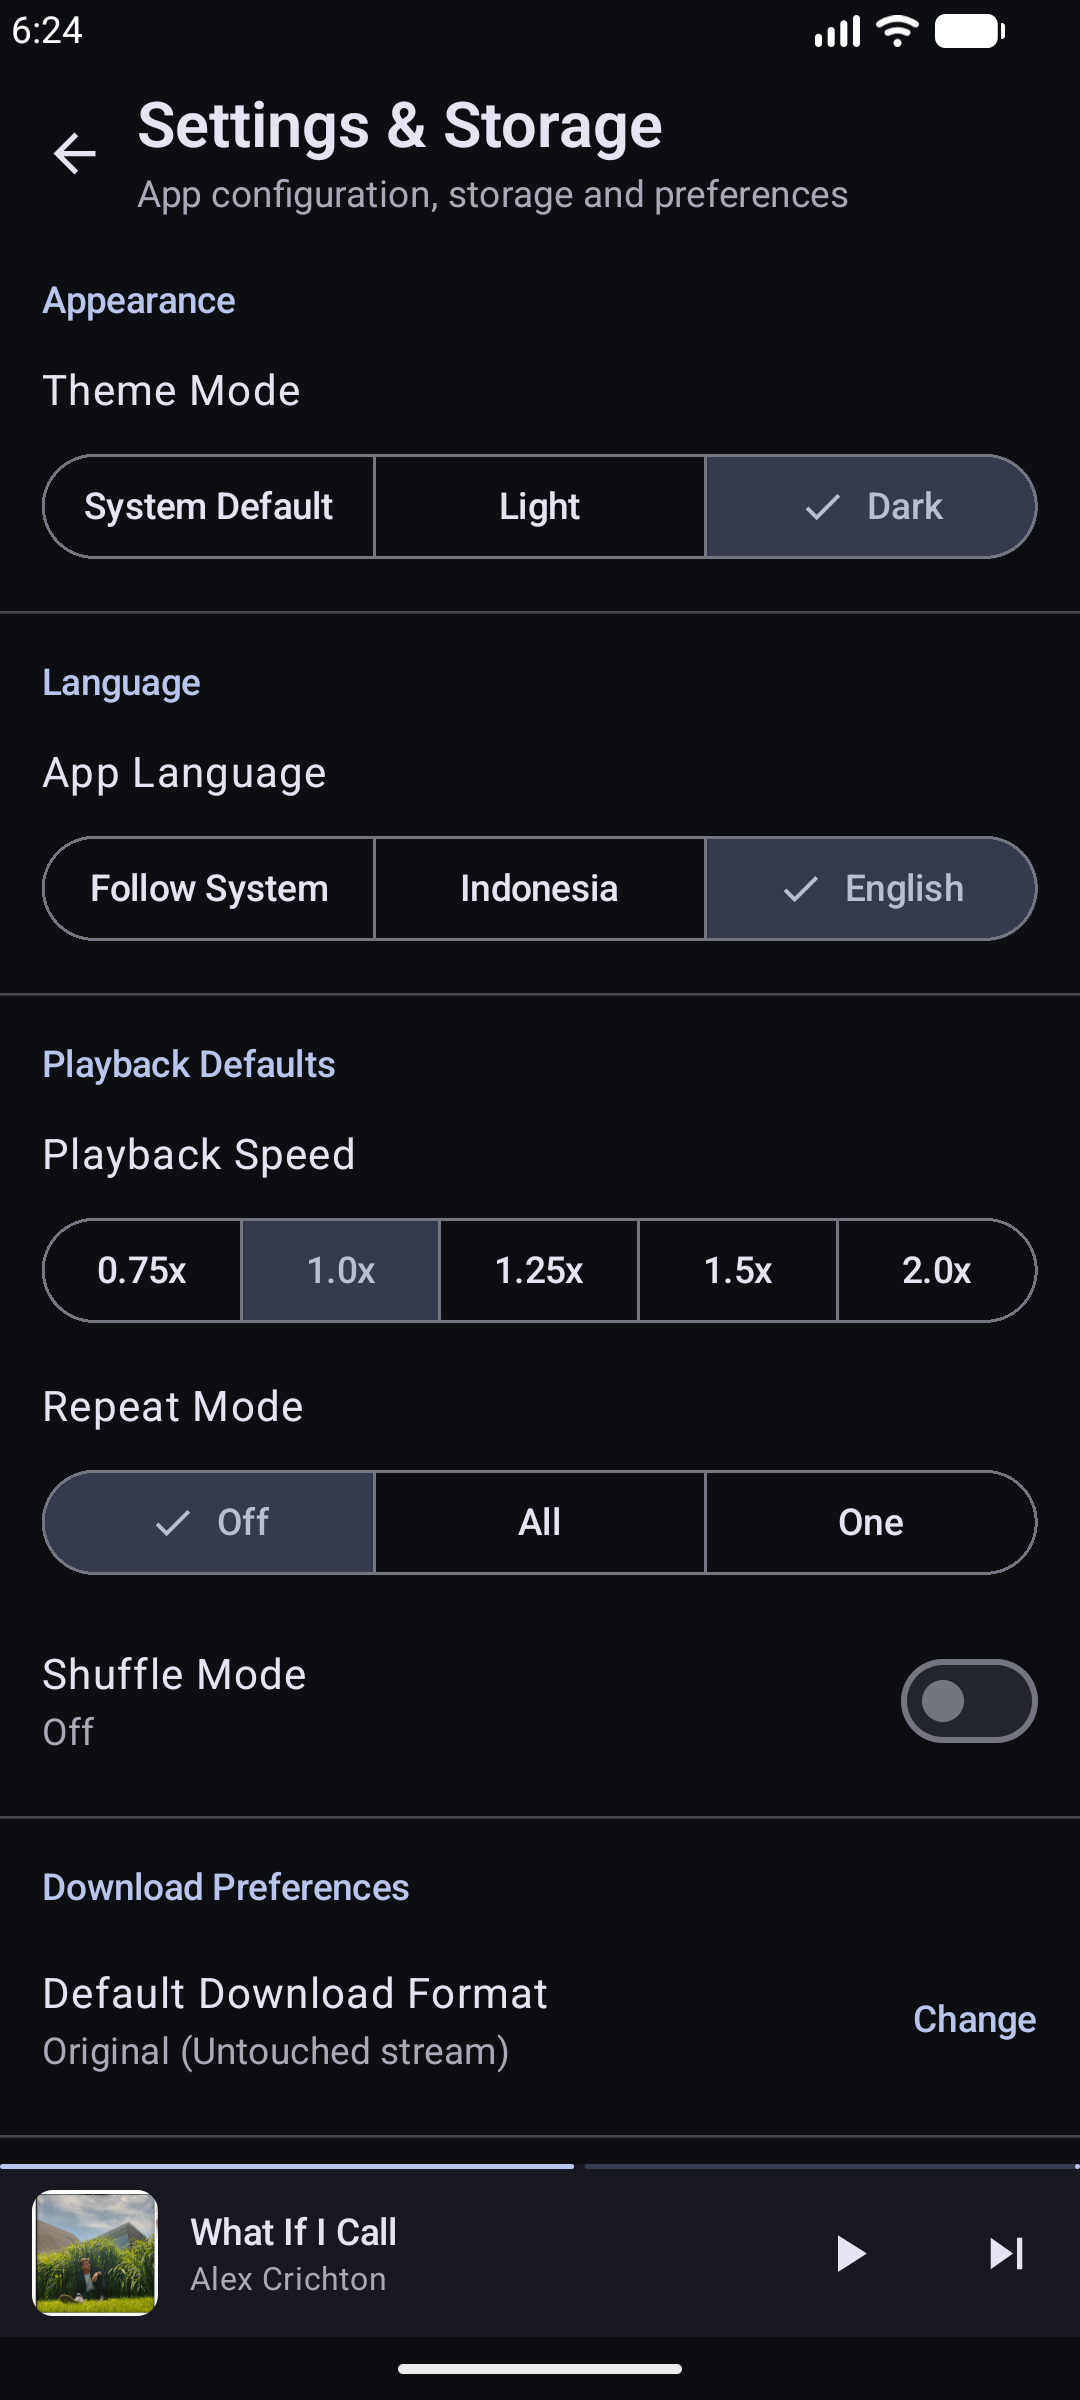 6:24
Settings & Storage
App configuration, storage and preferences
Appearance
Theme Mode
System Default
Light
Dark
Language
App Language
Follow System
Indonesia
English
Playback Defaults
Playback Speed
0.75x
1.0x
1.25x
1.5x
2.0x
Repeat Mode
Off
All
One
Shuffle Mode
Off
Download Preferences
Default Download Format
Original (Untouched stream)
Change
What If I Call
Alex Crichton